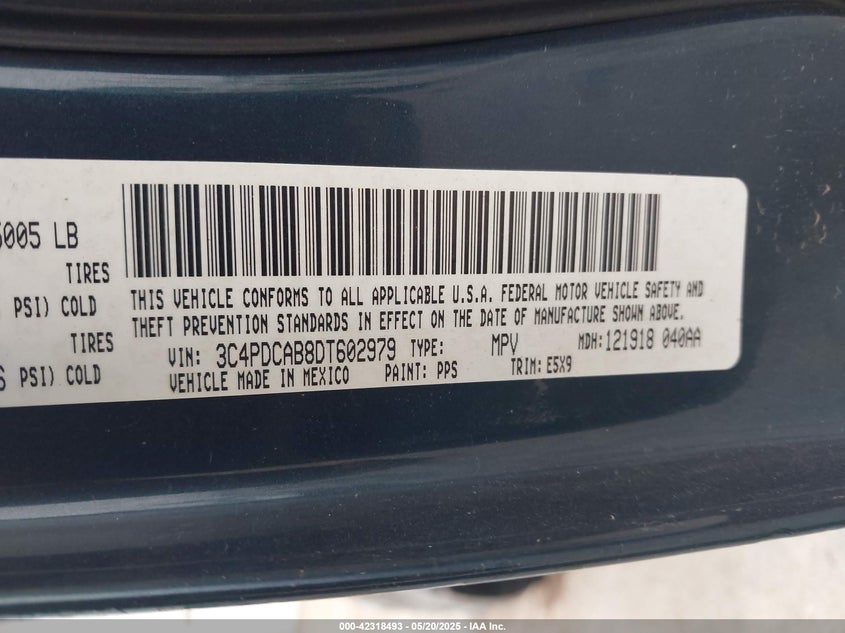 5005 LB
TIRES
PSI) COLD
TIRES
PSI) COLD
THIS VEHICLE CONFORMS TO ALL APPLICABLE U.S.A. FEDERAL MOTOR VEHICLE SAFETY AND
THEFT PREVENTION STANDARDS IN EFFECT ON THE DATE OF MANUFACTURE SHOWN ABOVE.
VIN: 3C4PDCAB8DT602979 TYPE: MPV MDH:121918 040AA
VEHICLE MADE IN MEXICO PAINT: PPS TRIM: E5X9
000-42318493 - 05/20/2025 - IAA Inc.